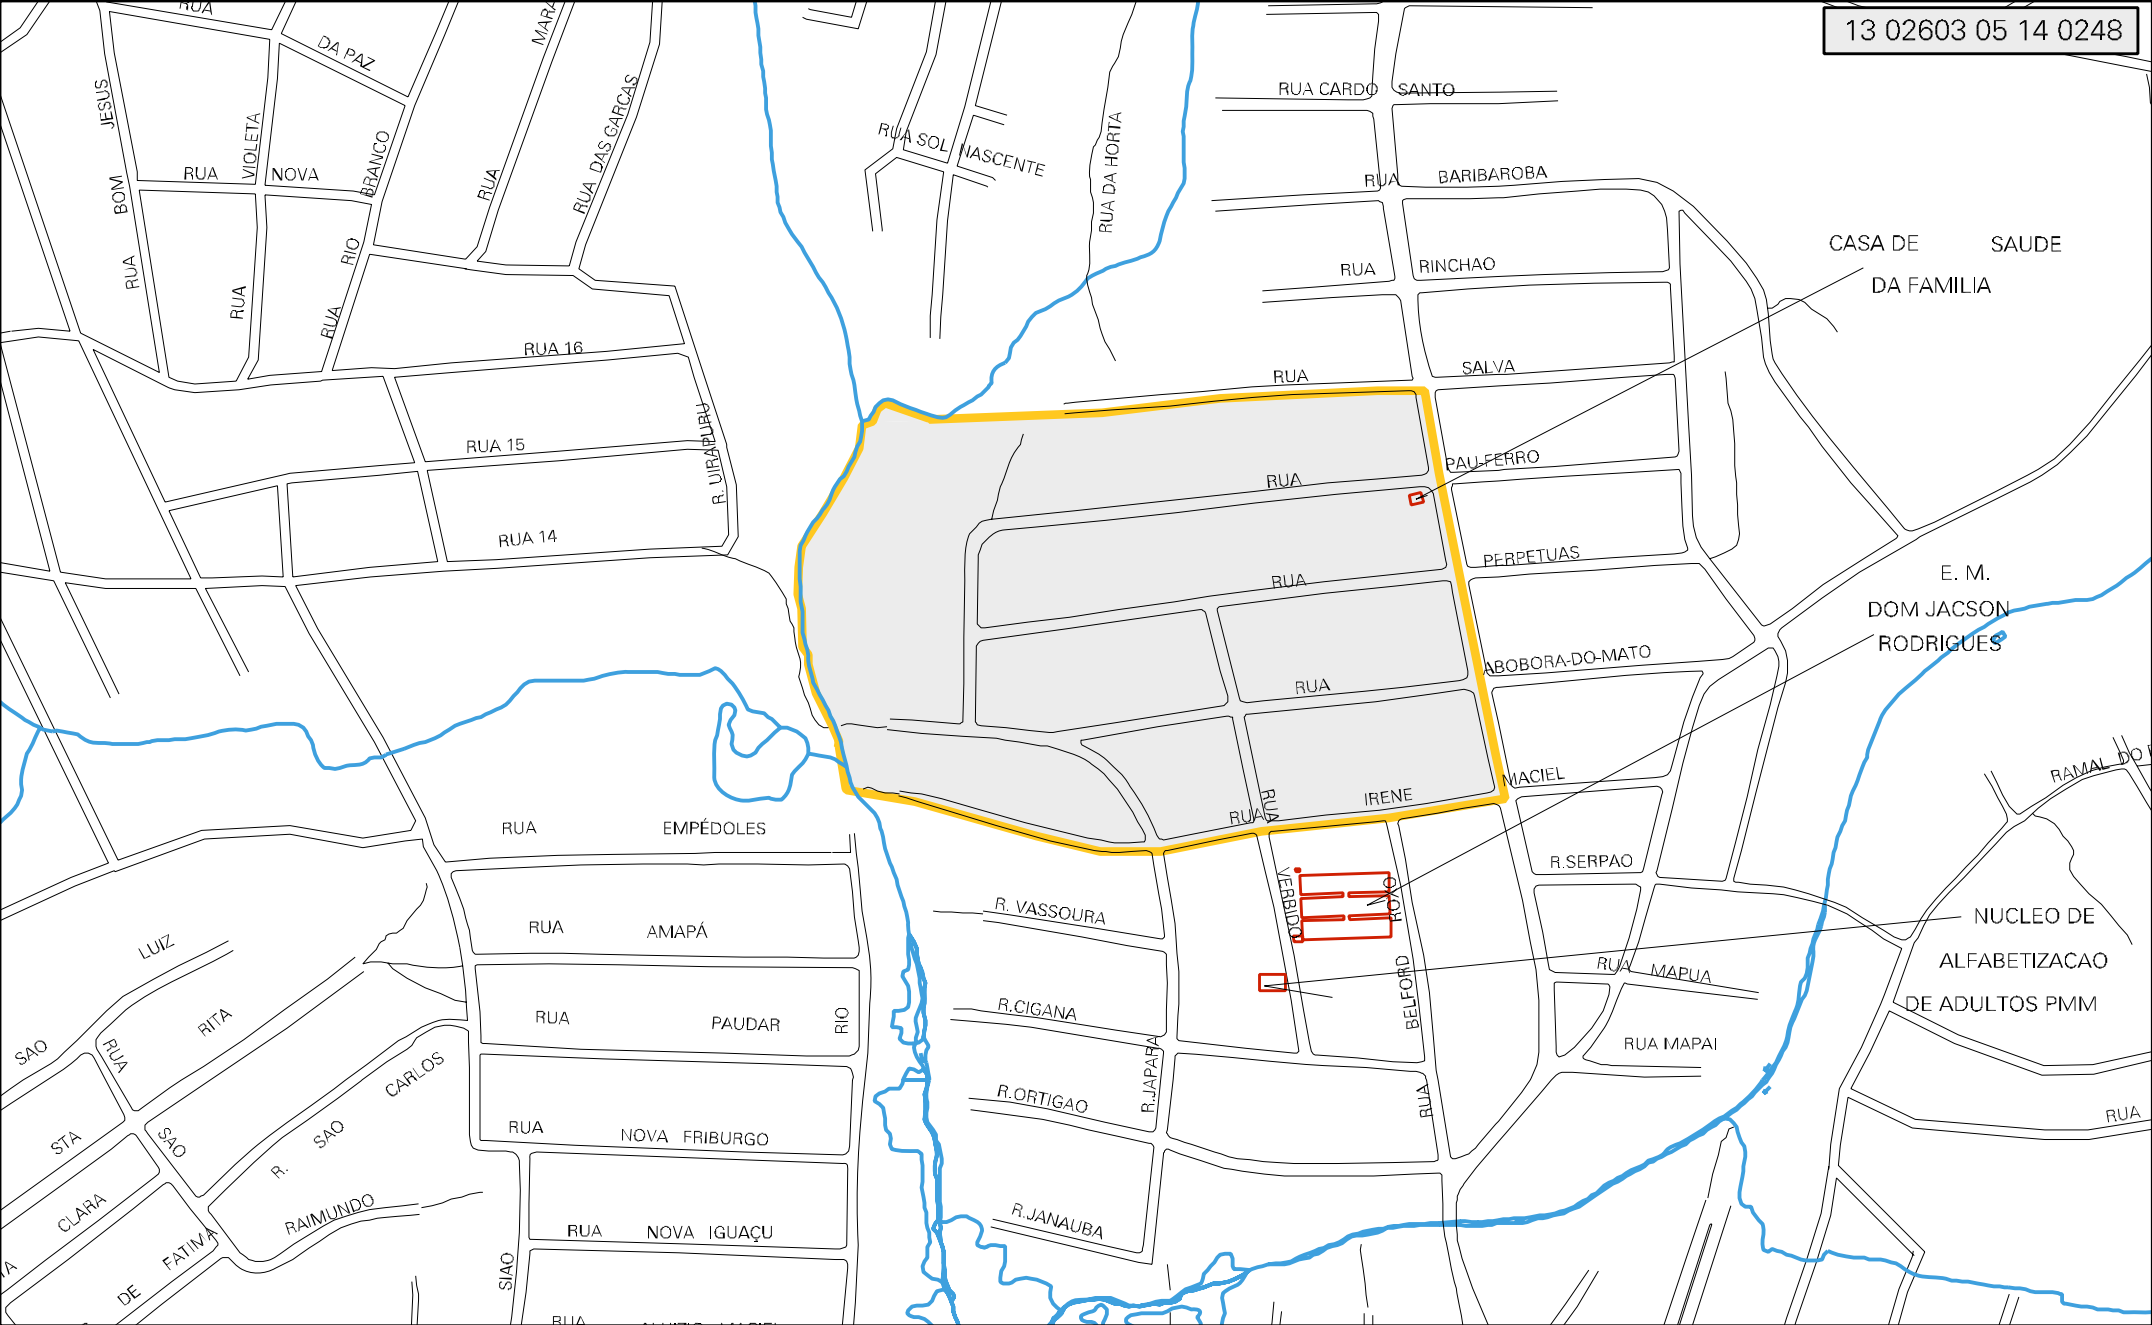 13 02603 05 14 0248
RUA
DA PAZ
MARA
RUA CARDO SANTO
JESUS
BOM
RUA
VIOLETA
RUA
RUA NOVA
BRANCO
RIO
RUA
RUA
RUA DAS GARCAS
RUA SOL NASCENTE
RUA DA HORTA
RUA BARIBAROBA
RUA RINCHAO
CASA DE SAUDE
DA FAMILIA
RUA 16
RUA SALVA
RUA 15
R. UIRAPURU
RUA PAU-FERRO
RUA 14
RUA PERPETUAS
E. M.
DOM JACSON
RODRIGUES
RUA ABOBORA-DO-MATO
RAMAL DO
RUA IRENE MACIEL
RUA
VERBIDO
RUA EMPÉDOLES
R.SERPAO
R. VASSOURA
ROXO
BELFORD
RUA
NUCLEO DE
ALFABETIZACAO
DE ADULTOS PMM
RUA AMAPÁ
LUIZ
SAO
RUA MAPUA
R.CIGANA
RUA PAUDAR
RIO
RITA
STA
RUA
SAO
RUA MAPAI
R.JAPARA
CARLOS
SAO
R.
R.ORTIGAO
RUA
RUA NOVA FRIBURGO
CLARA
RAIMUNDO
R.JANAUBA
RUA NOVA IGUAÇU
FATIMA
DE
SIAO
TA
RUA